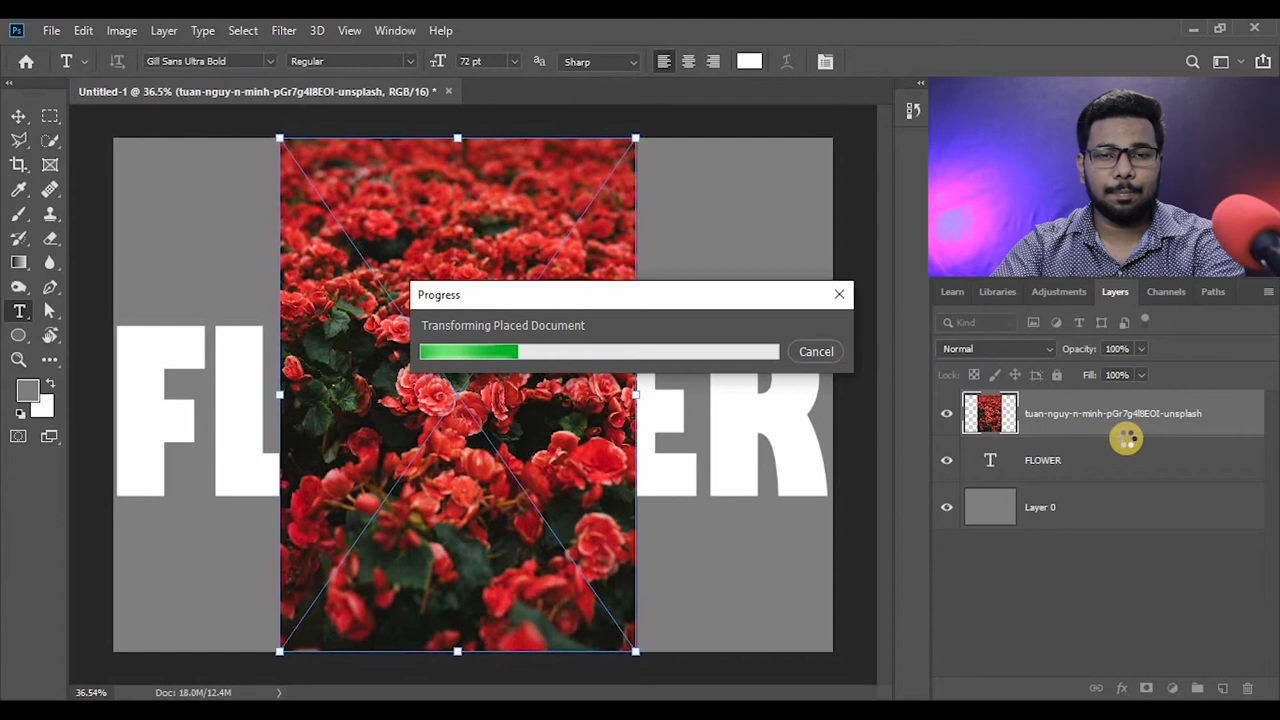 Ps File Edit Image Layer Type Select Filter 3D View Window Help
T Gill Sans Ultra Bold Regular 72 pt Sharp
Untitled-1 @ 36.5% (tuan-nguy-n-minh-pGr7g4l8EOI-unsplash, RGB/16) *
FL ER
Progress
Transforming Placed Document
Cancel
Learn Libraries Adjustments Layers Channels Paths
Kind
Normal Opacity: 100%
Lock: Fill: 100%
tuan-nguy-n-minh-pGr7g4l8EOI-unsplash
T FLOWER
Layer 0
fx
36.54% Doc: 18.0M/12.4M